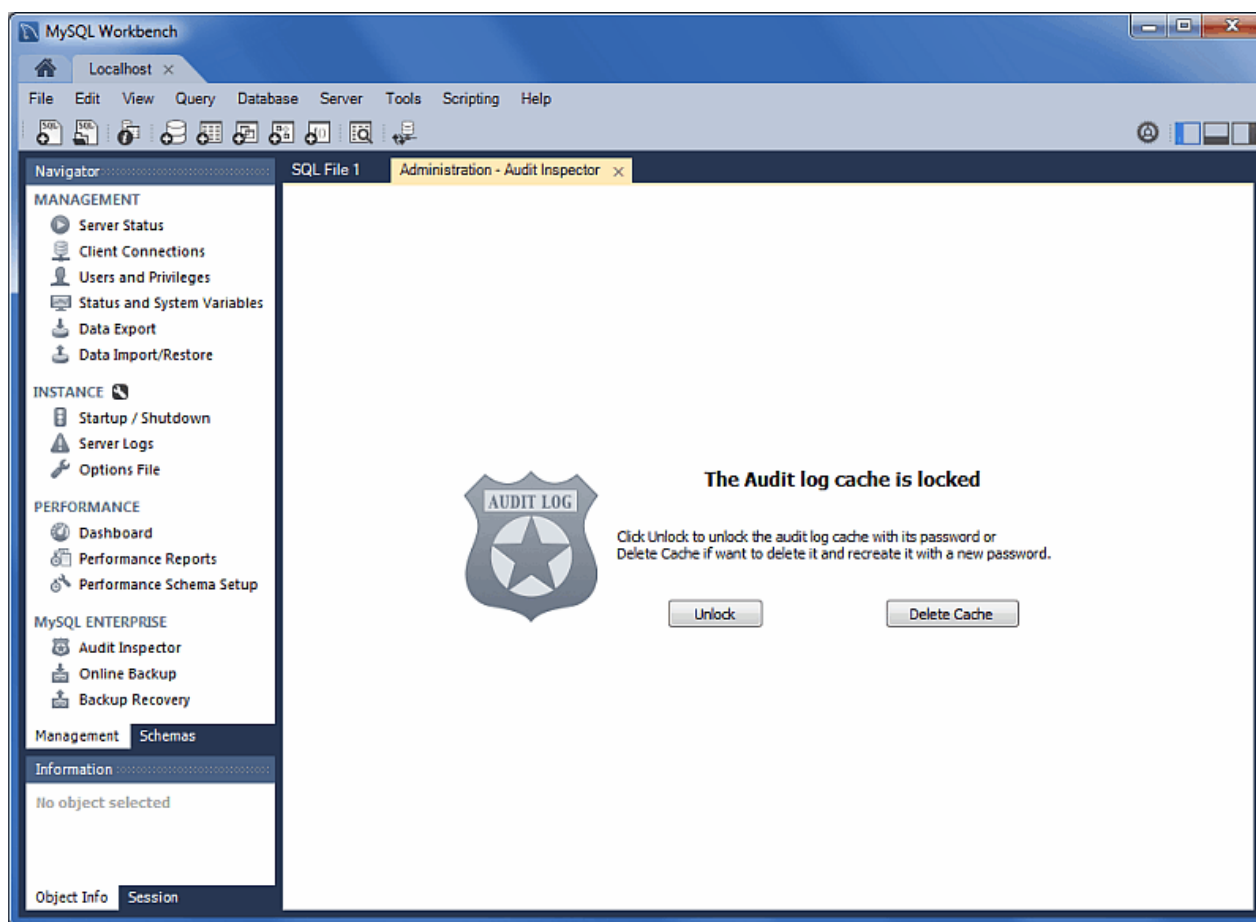 MySQL Workbench
Localhost
File Edit View Query Database Server Tools Scripting Help
Navigator
MANAGEMENT
Server Status
Client Connections
Users and Privileges
Status and System Variables
Data Export
Data Import/Restore
INSTANCE
Startup / Shutdown
Server Logs
Options File
PERFORMANCE
Dashboard
Performance Reports
Performance Schema Setup
MySQL ENTERPRISE
Audit Inspector
Online Backup
Backup Recovery
Management Schemas
Information
No object selected
Object Info Session
SQL File 1 Administration - Audit Inspector
AUDIT LOG
The Audit log cache is locked
Click Unlock to unlock the audit log cache with its password or
Delete Cache if want to delete it and recreate it with a new password.
Unlock Delete Cache